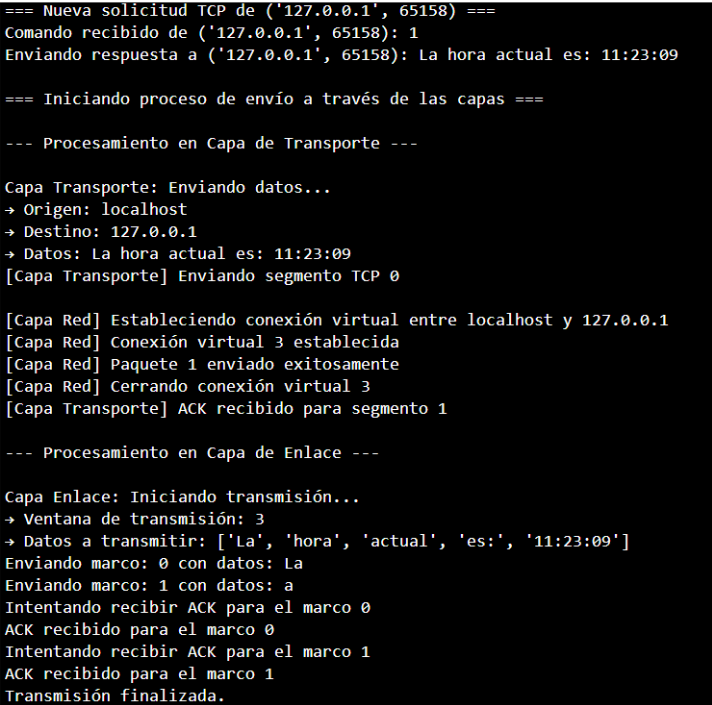 === Nueva solicitud TCP de ('127.0.0.1', 65158) ===
Comando recibido de ('127.0.0.1', 65158): 1
Enviando respuesta a ('127.0.0.1', 65158): La hora actual es: 11:23:09
=== Iniciando proceso de envío a través de las capas ===
--- Procesamiento en Capa de Transporte ---
Capa Transporte: Enviando datos...
→ Origen: localhost
→ Destino: 127.0.0.1
→ Datos: La hora actual es: 11:23:09
[Capa Transporte] Enviando segmento TCP 0
[Capa Red] Estableciendo conexión virtual entre localhost y 127.0.0.1
[Capa Red] Conexión virtual 3 establecida
[Capa Red] Paquete 1 enviado exitosamente
[Capa Red] Cerrando conexión virtual 3
[Capa Transporte] ACK recibido para segmento 1
--- Procesamiento en Capa de Enlace ---
Capa Enlace: Iniciando transmisión...
→ Ventana de transmisión: 3
→ Datos a transmitir: ['La', 'hora', 'actual', 'es:', '11:23:09']
Enviando marco: 0 con datos: La
Enviando marco: 1 con datos: a
Intentando recibir ACK para el marco 0
ACK recibido para el marco 0
Intentando recibir ACK para el marco 1
ACK recibido para el marco 1
Transmisión finalizada.